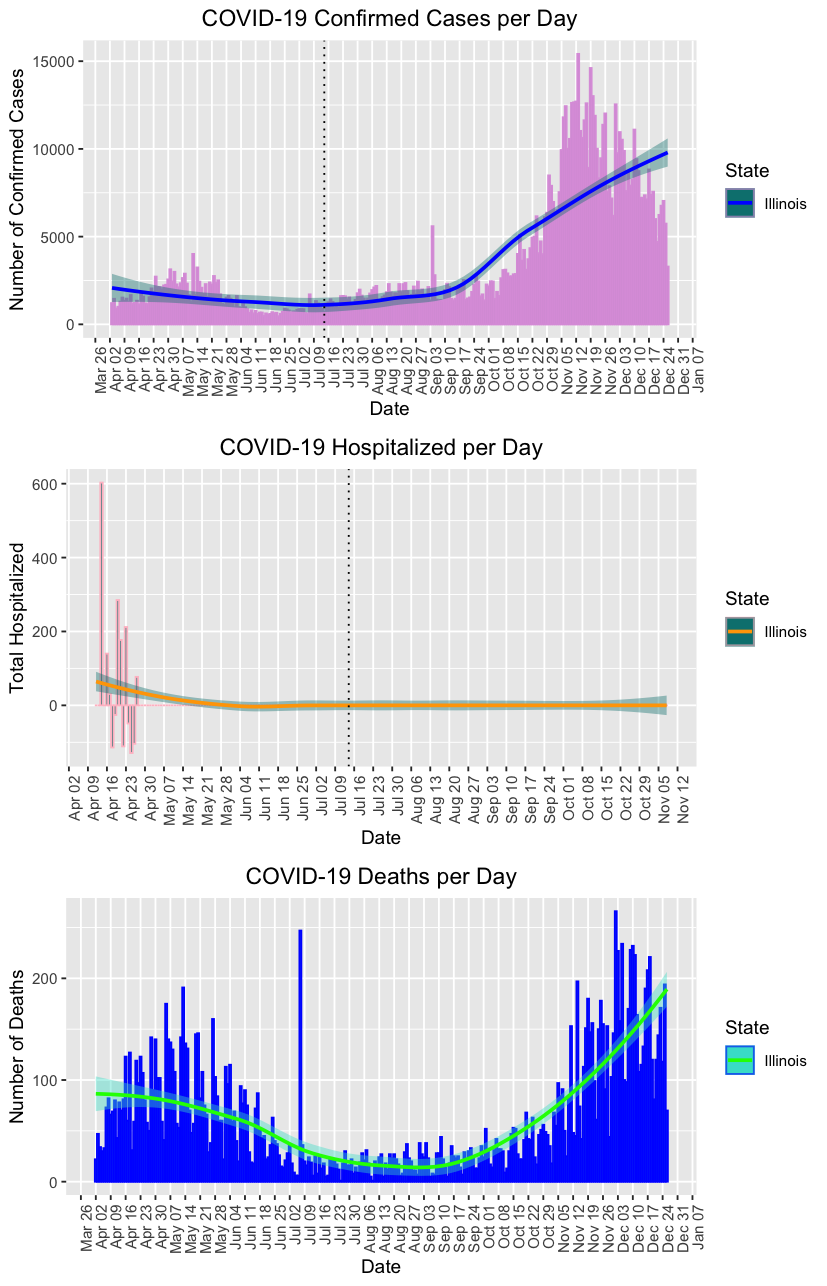 COVID-19 Confirmed Cases per Day
Number of Confirmed Cases
15000
10000
5000
0
Mar 26
Apr 02
Apr 09
Apr 16
Apr 23
Apr 30
May 07
May 14
May 21
May 28
Jun 04
Jun 11
Jun 18
Jun 25
Jul 02
Jul 09
Jul 16
Jul 23
Jul 30
Aug 06
Aug 13
Aug 20
Aug 27
Sep 03
Sep 10
Sep 17
Sep 24
Oct 01
Oct 08
Oct 15
Oct 22
Oct 29
Nov 05
Nov 12
Nov 19
Nov 26
Dec 03
Dec 10
Dec 17
Dec 24
Dec 31
Jan 07
Date
State
Illinois
COVID-19 Hospitalized per Day
Total Hospitalized
600
400
200
0
Apr 02
Apr 09
Apr 16
Apr 23
Apr 30
May 07
May 14
May 21
May 28
Jun 04
Jun 11
Jun 18
Jun 25
Jul 02
Jul 09
Jul 16
Jul 23
Jul 30
Aug 06
Aug 13
Aug 20
Aug 27
Sep 03
Sep 10
Sep 17
Sep 24
Oct 01
Oct 08
Oct 15
Oct 22
Oct 29
Nov 05
Nov 12
Date
State
Illinois
COVID-19 Deaths per Day
Number of Deaths
200
100
0
Mar 26
Apr 02
Apr 09
Apr 16
Apr 23
Apr 30
May 07
May 14
May 21
May 28
Jun 04
Jun 11
Jun 18
Jun 25
Jul 02
Jul 09
Jul 16
Jul 23
Jul 30
Aug 06
Aug 13
Aug 20
Aug 27
Sep 03
Sep 10
Sep 17
Sep 24
Oct 01
Oct 08
Oct 15
Oct 22
Oct 29
Nov 05
Nov 12
Nov 19
Nov 26
Dec 03
Dec 10
Dec 17
Dec 24
Dec 31
Jan 07
Date
State
Illinois